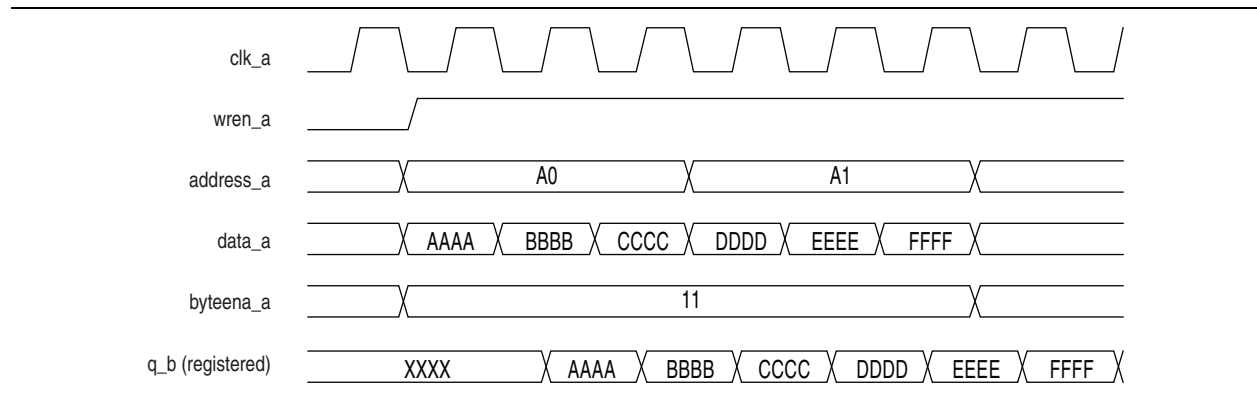 clk_a
wren_a
address_a A0 A1
data_a AAAA BBBB CCCC DDDD EEEE FFFF
byteena_a 11
q_b (registered) XXXX AAAA BBBB CCCC DDDD EEEE FFFF